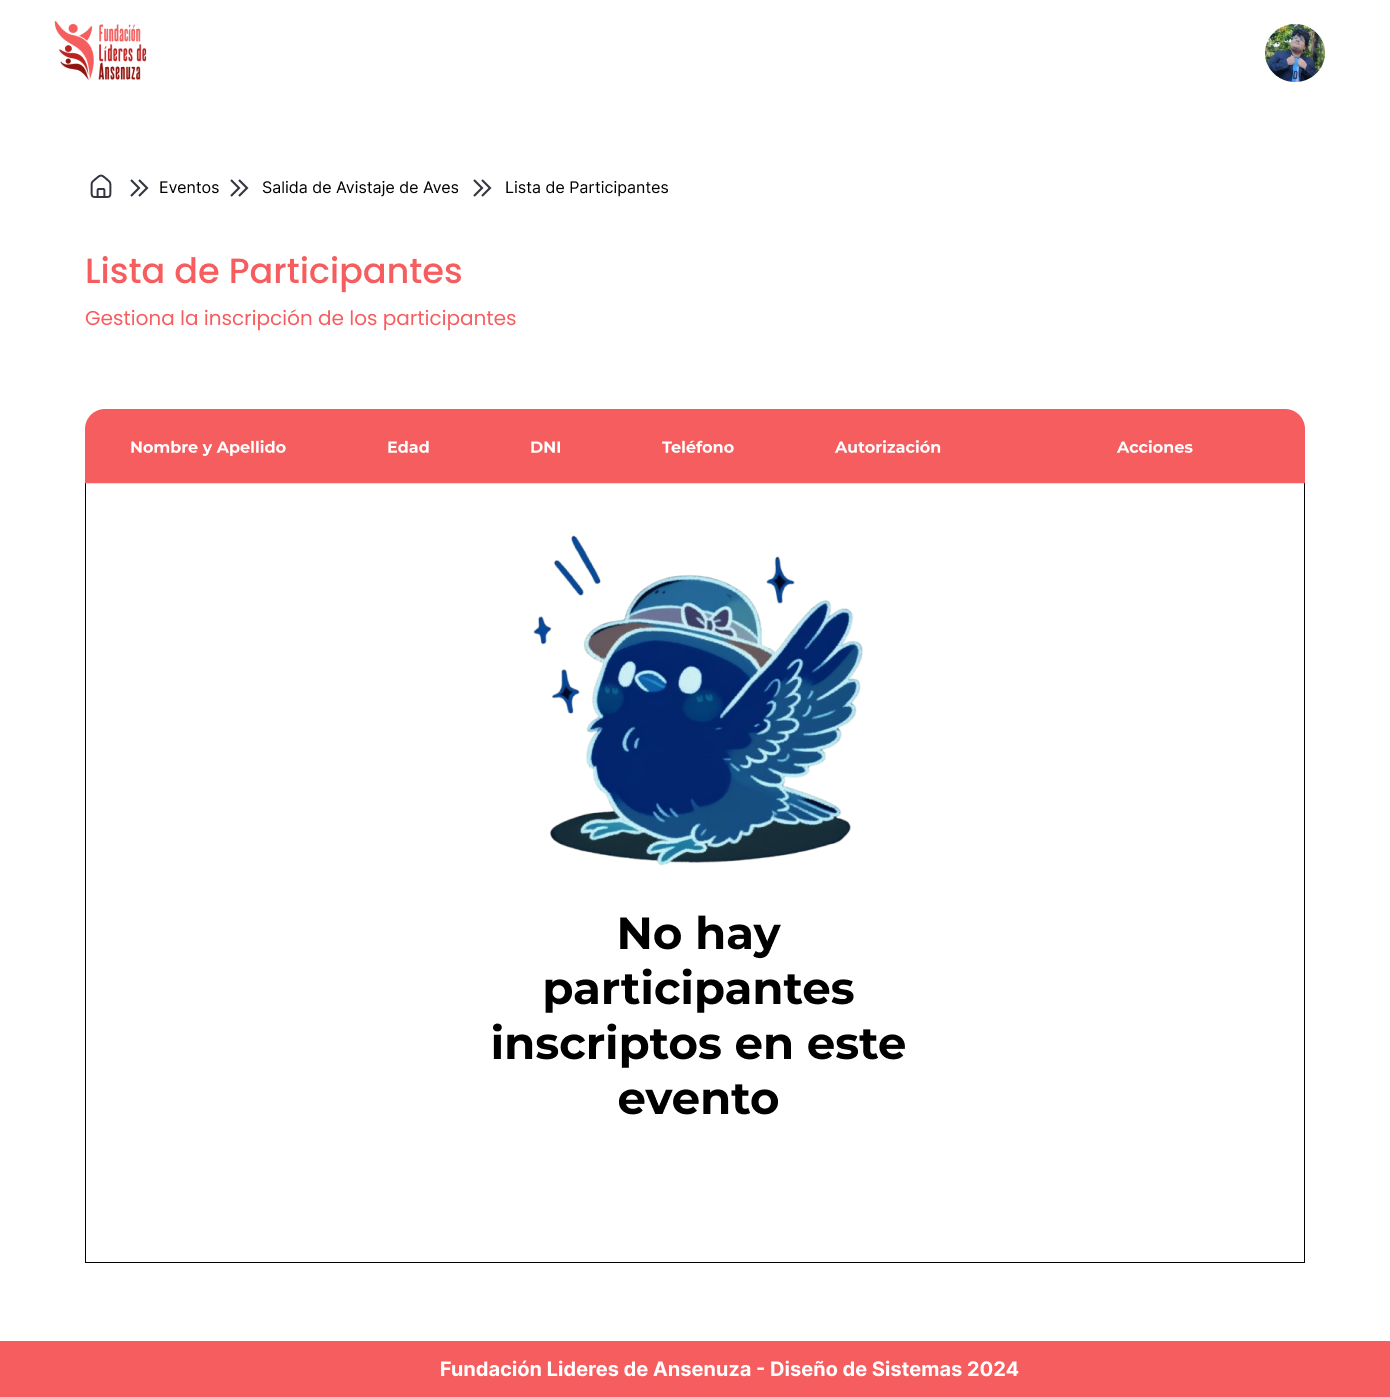 Fundación
Líderes de
Ansenuza
Eventos
Salida de Avistaje de Aves
Lista de Participantes
Lista de Participantes
Gestiona la inscripción de los participantes
Nombre y Apellido Edad DNI Teléfono Autorización Acciones
No hay
participantes
inscriptos en este
evento
Fundación Lideres de Ansenuza - Diseño de Sistemas 2024